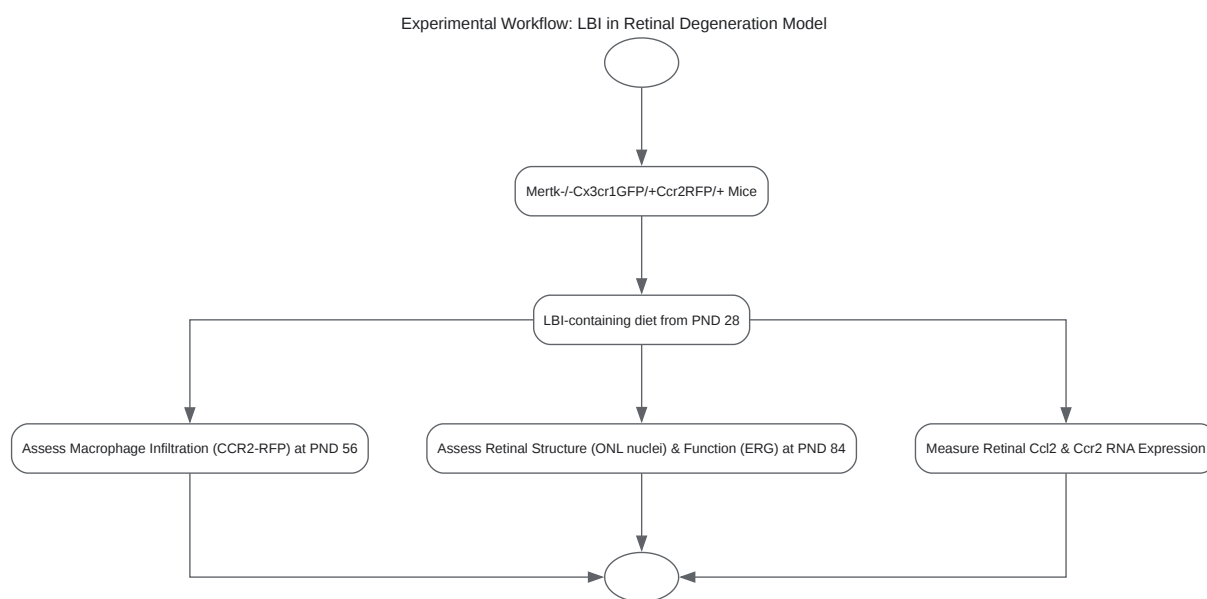 Experimental Workflow: LBI in Retinal Degeneration Model
Mertk-/-Cx3cr1GFP/+Ccr2RFP/+ Mice
LBI-containing diet from PND 28
Assess Macrophage Infiltration (CCR2-RFP) at PND 56
Assess Retinal Structure (ONL nuclei) & Function (ERG) at PND 84
Measure Retinal Ccl2 & Ccr2 RNA Expression